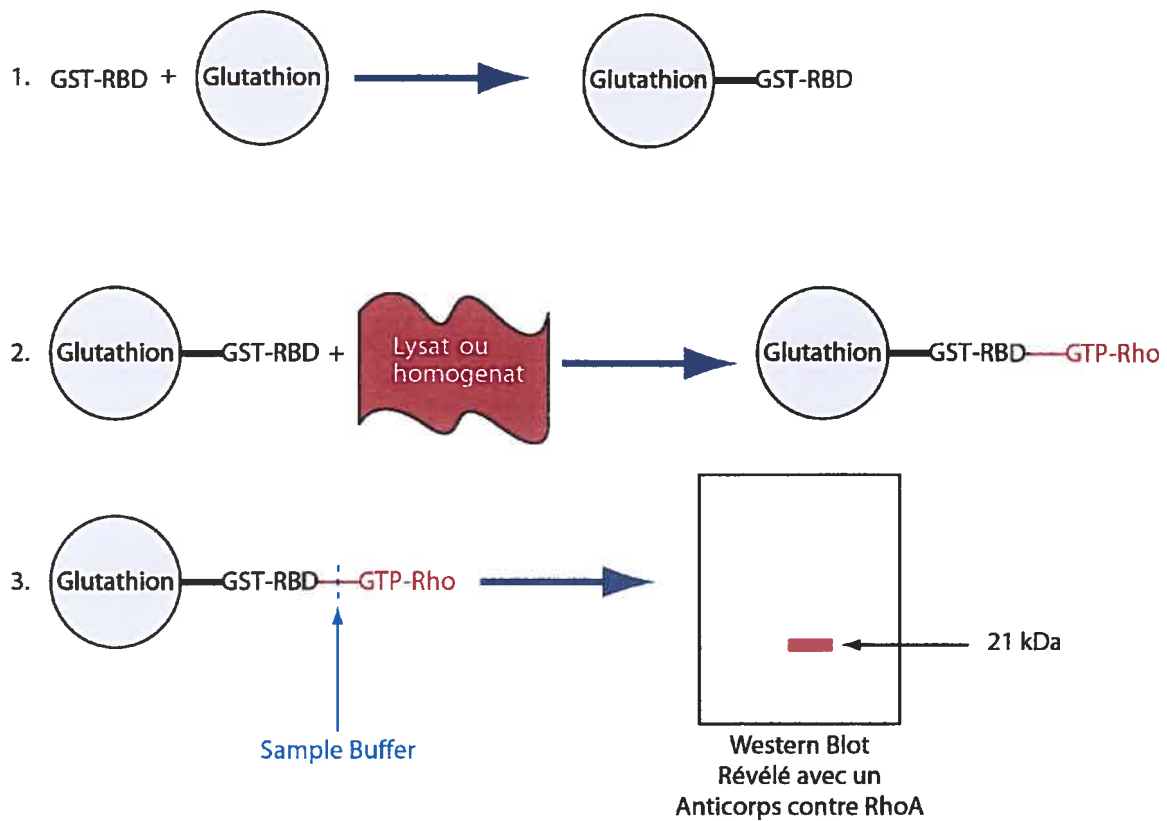 1. GST-RBD + Glutathion Glutathion GST-RBD
2. Glutathion GST-RBD + Lysat ou
homogenat Glutathion GST-RBD GTP-Rho
3. Glutathion GST-RBD GTP-Rho
21 kDa
Sample Buffer
Western Blot
Révélé avec un
Anticorps contre RhoA